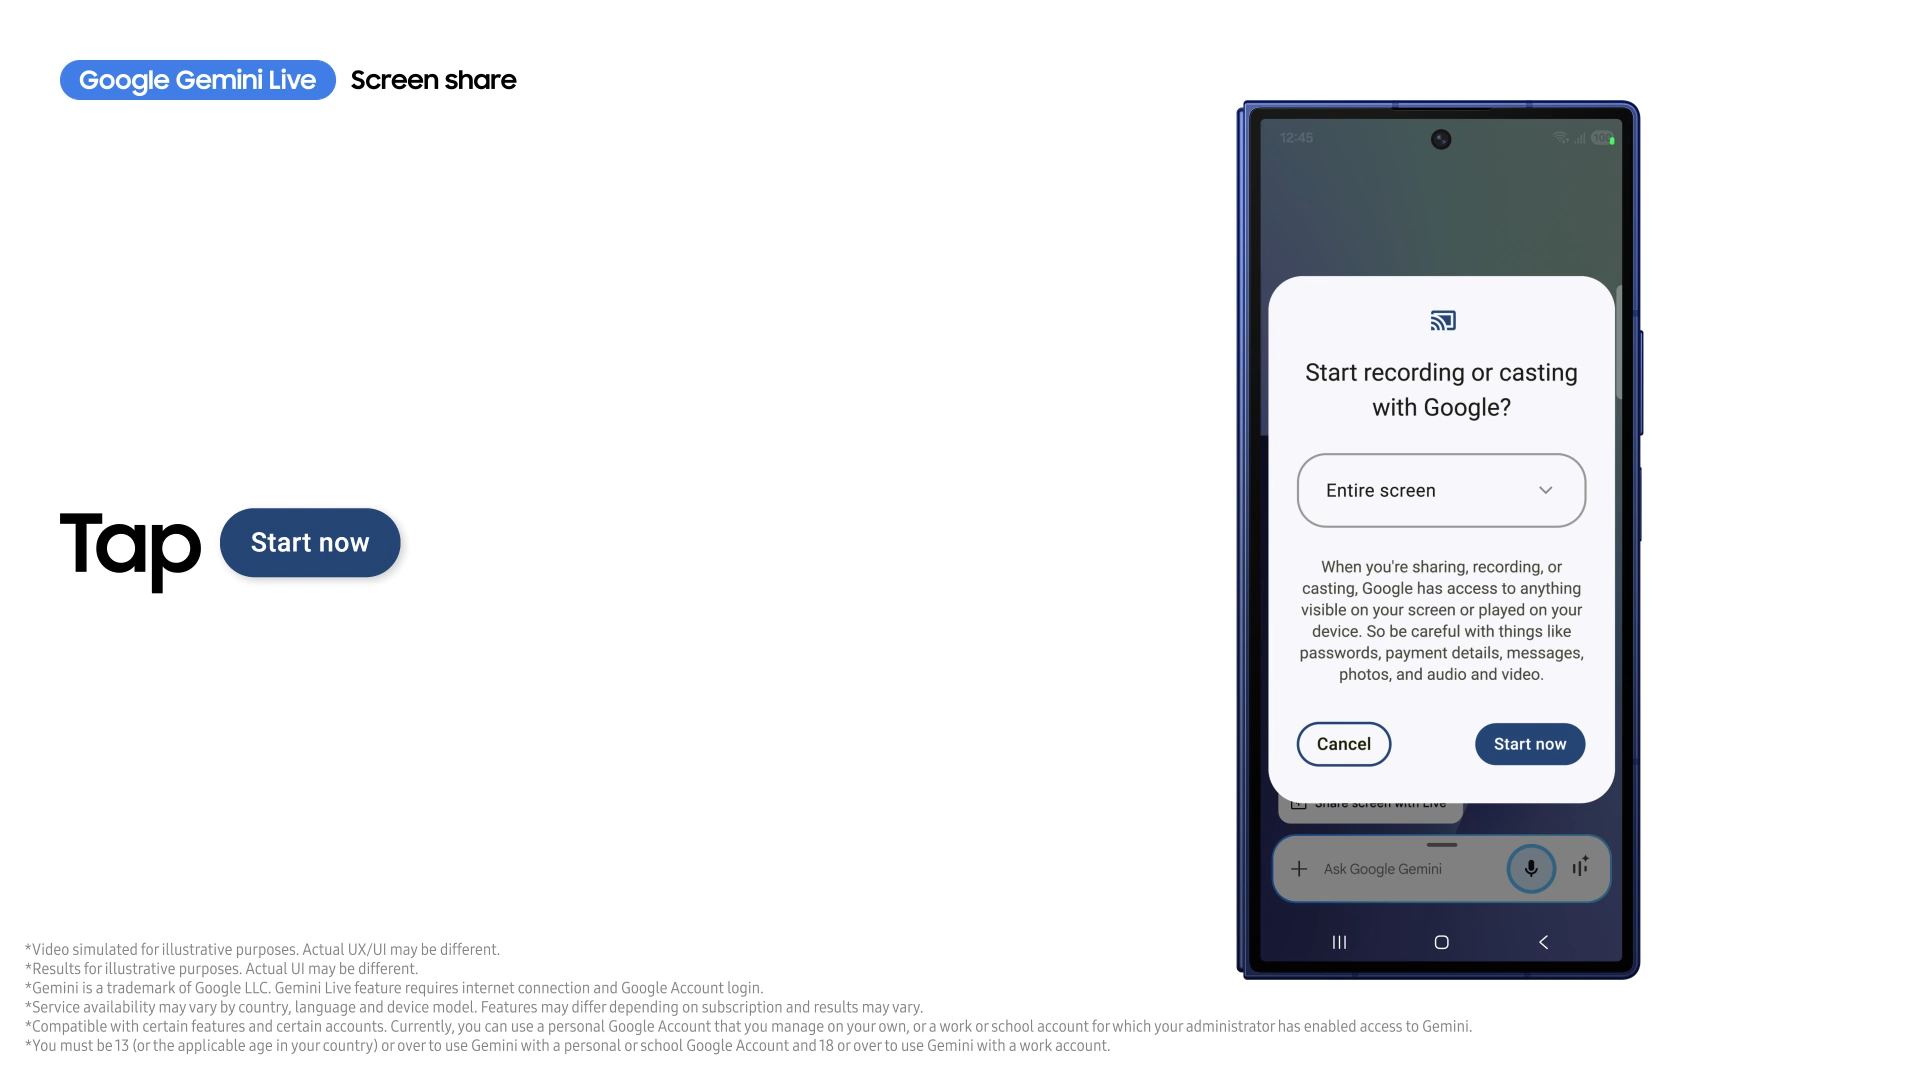 Google Gemini Live Screen share
Tap Start now
12:45
100
Start recording or casting
with Google?
Entire screen
When you're sharing, recording, or
casting, Google has access to anything
visible on your screen or played on your
device. So be careful with things like
passwords, payment details, messages,
photos, and audio and video.
Cancel
Start now
Share screen with Live
Ask Google Gemini
*Video simulated for illustrative purposes. Actual UX/UI may be different.
*Results for illustrative purposes. Actual UI may be different.
*Gemini is a trademark of Google LLC. Gemini Live feature requires internet connection and Google Account login.
*Service availability may vary by country, language and device model. Features may differ depending on subscription and results may vary.
*Compatible with certain features and certain accounts. Currently, you can use a personal Google Account that you manage on your own, or a work or school account for which your administrator has enabled access to Gemini.
*You must be 13 (or the applicable age in your country) or over to use Gemini with a personal or school Google Account and 18 or over to use Gemini with a work account.